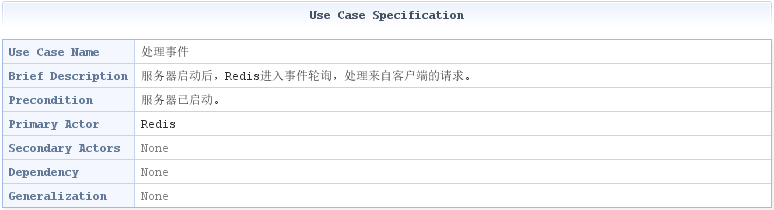 Use Case Specification
Use Case Name 处理事件
Brief Description 服务器启动后，Redis进入事件轮询，处理来自客户端的请求。
Precondition 服务器已启动。
Primary Actor Redis
Secondary Actors None
Dependency None
Generalization None